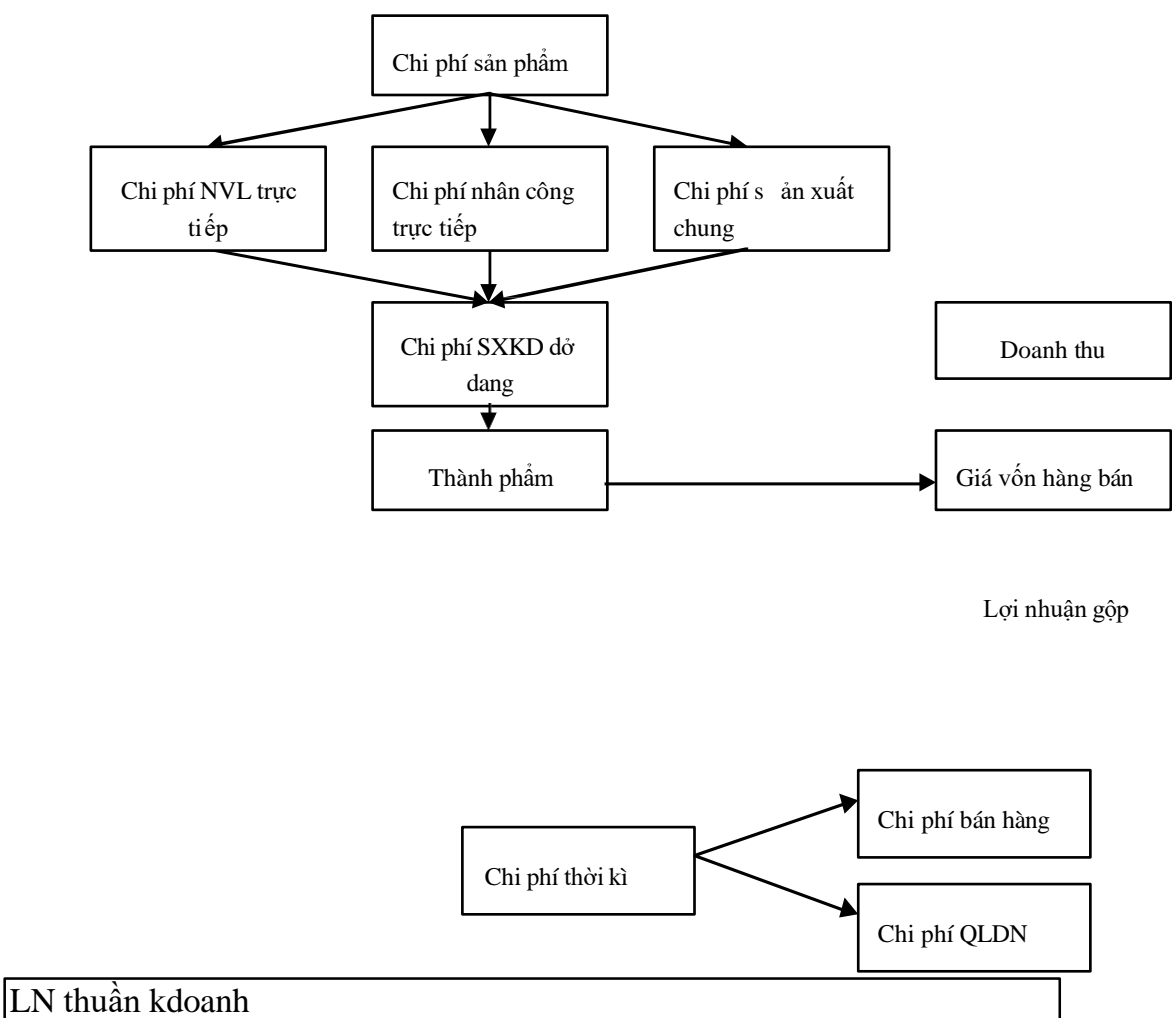 Chi phí sản phẩm
Chi phí NVL trực
tiếp
Chi phí nhân công
trực tiếp
Chi phí s ản xuất
chung
Chi phí SXKD dở
dang
Doanh thu
Thành phẩm
Giá vốn hàng bán
Lợi nhuận gộp
Chi phí bán hàng
Chi phí thời kì
Chi phí QLDN
LN thuần kdoanh